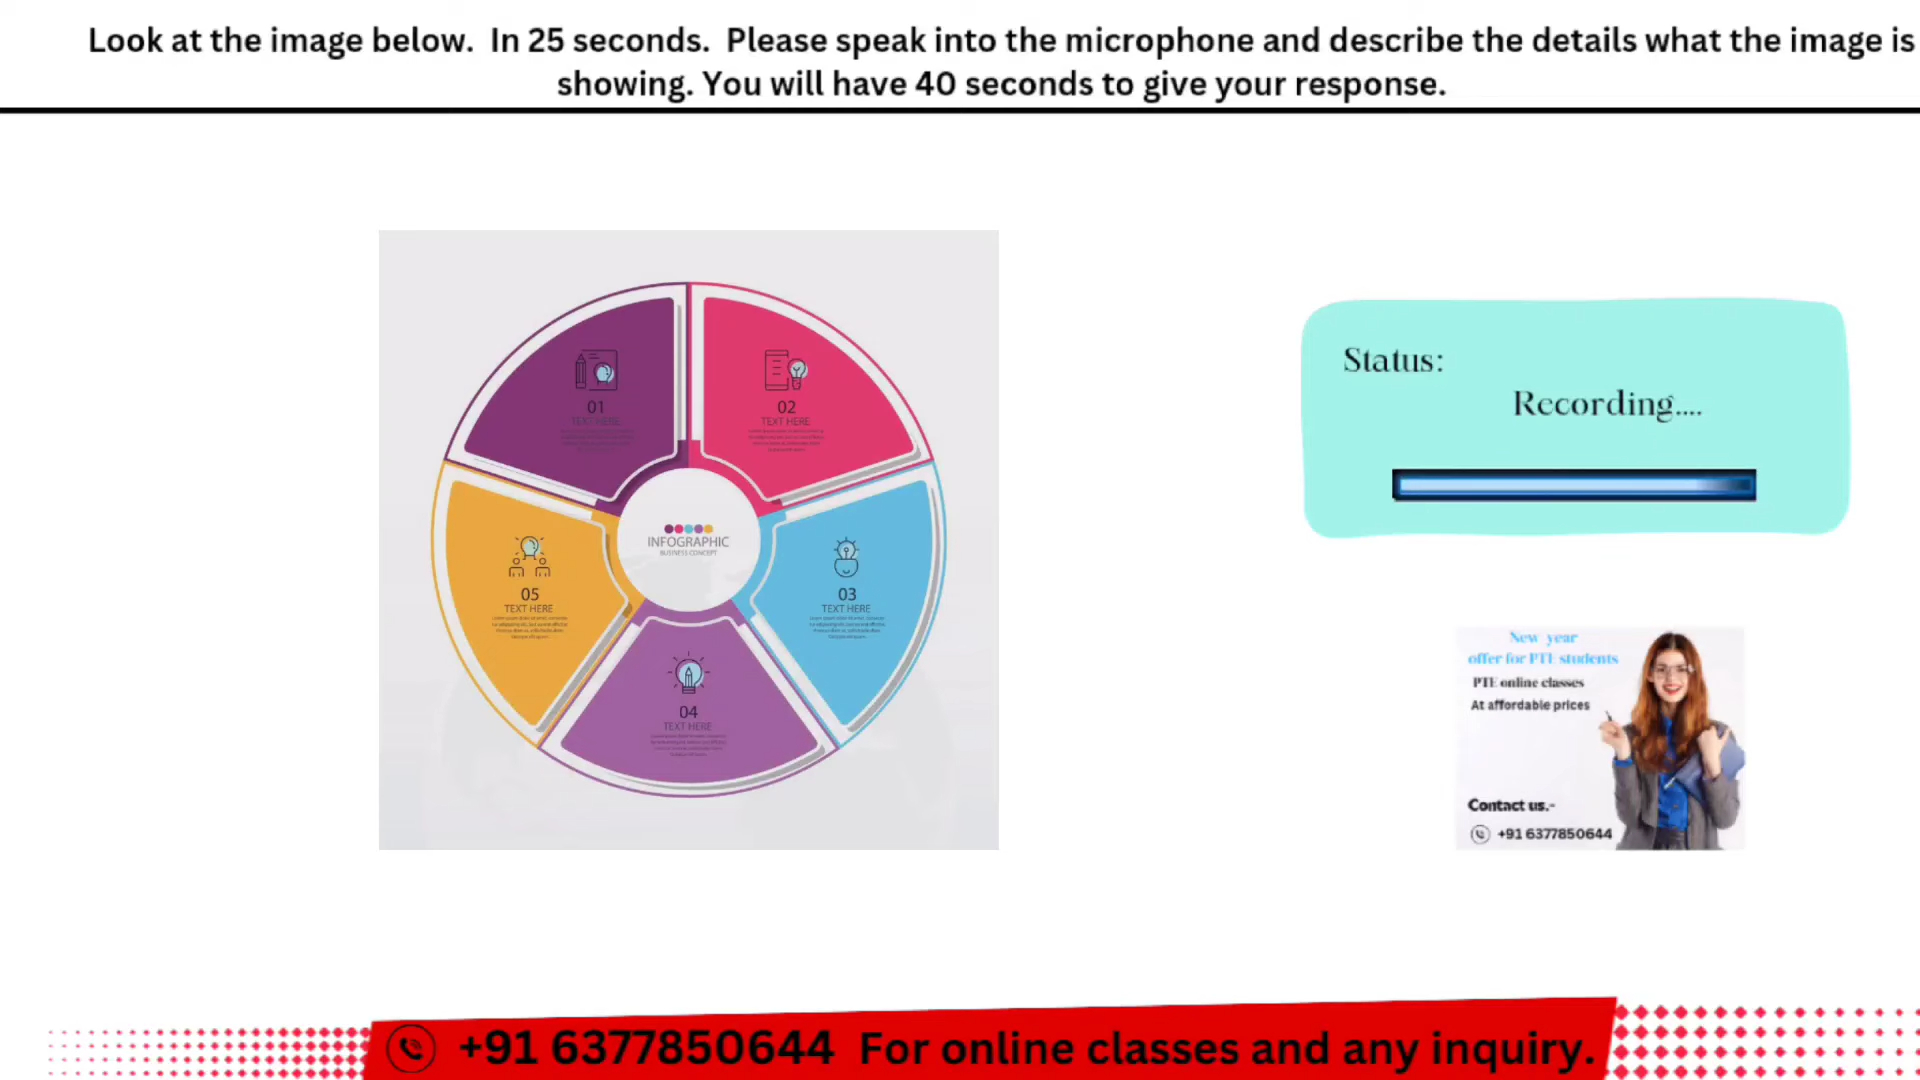 Look at the image below.  In 25 seconds.  Please speak into the microphone and describe the details what the image is
showing. You will have 40 seconds to give your response.
01
TEXT HERE
02
TEXT HERE
INFOGRAPHIC
BUSINESS CONCEPT
05
TEXT HERE
03
TEXT HERE
04
TEXT HERE
Status:
Recording....
New year
offer for PTE students
PTE online classes
At affordable prices
Contact us.-
+91 6377850644
+91 6377850644  For online classes and any inquiry.